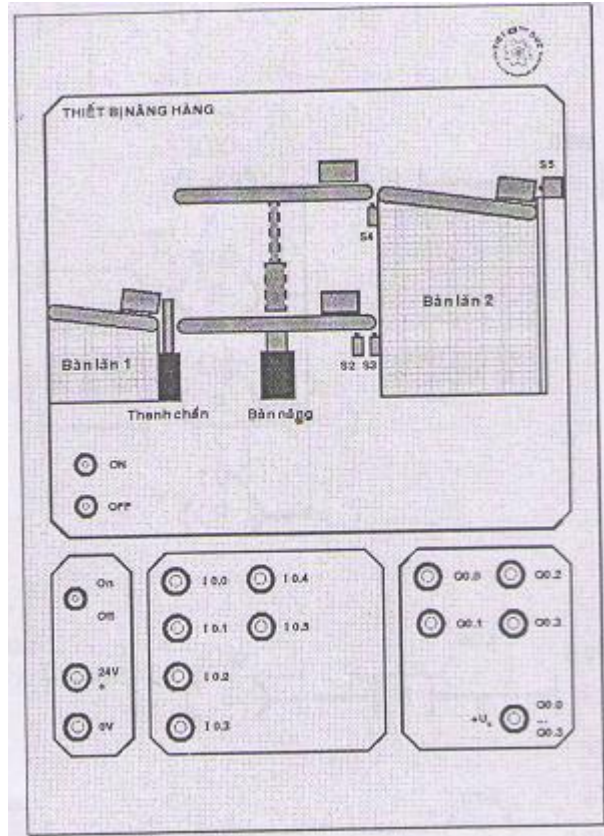 THIẾT BỊ NÂNG HÀNG
S5
S4
Bàn lăn 2
Bàn lăn 1
S2 S3
Thanh chắn Bàn nâng
ON
OFF
On
Off
24V
+
0V
I 0.0 I 0.4
I 0.1 I 0.5
I 0.2
I 0.3
Q0.0 Q0.2
Q0.1 Q0.3
+U
Q0.0
...
Q0.3